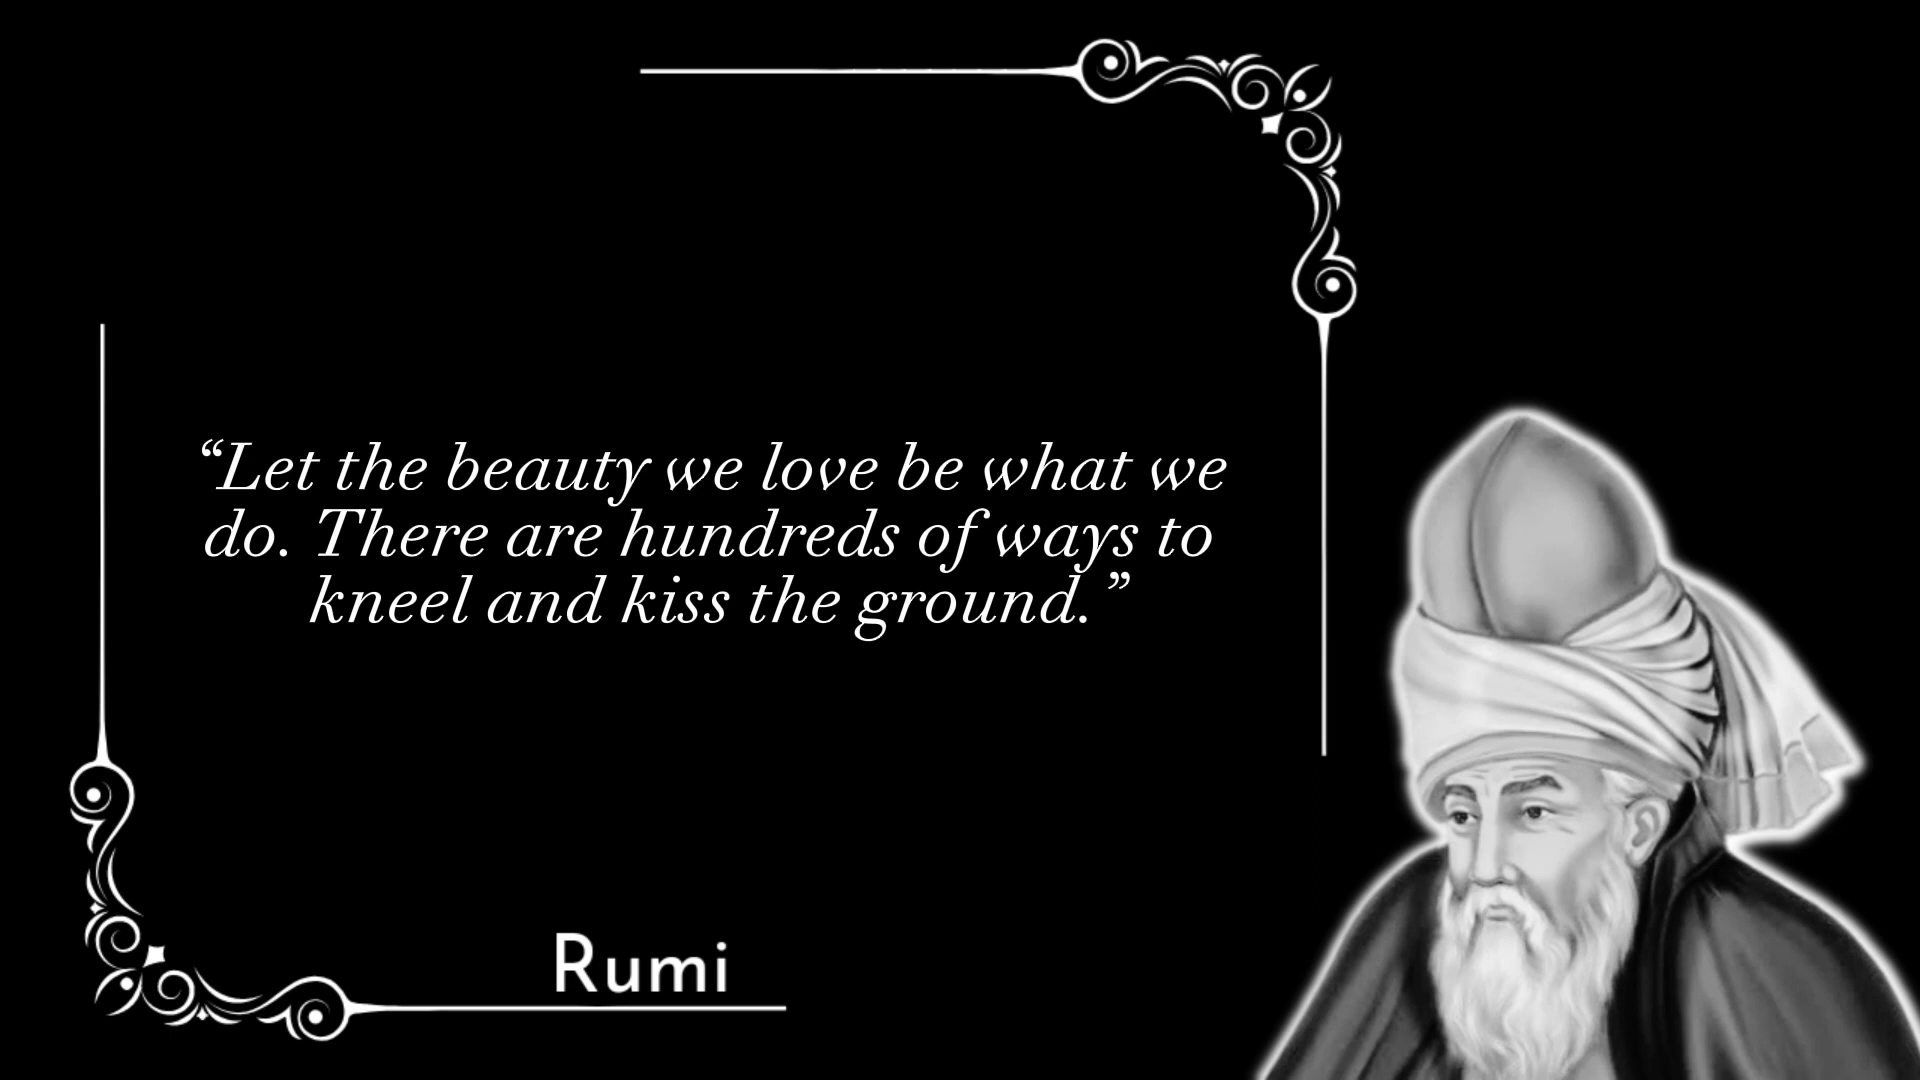 “Let the beauty we love be what we
do. There are hundreds of ways to
kneel and kiss the ground.”
Rumi